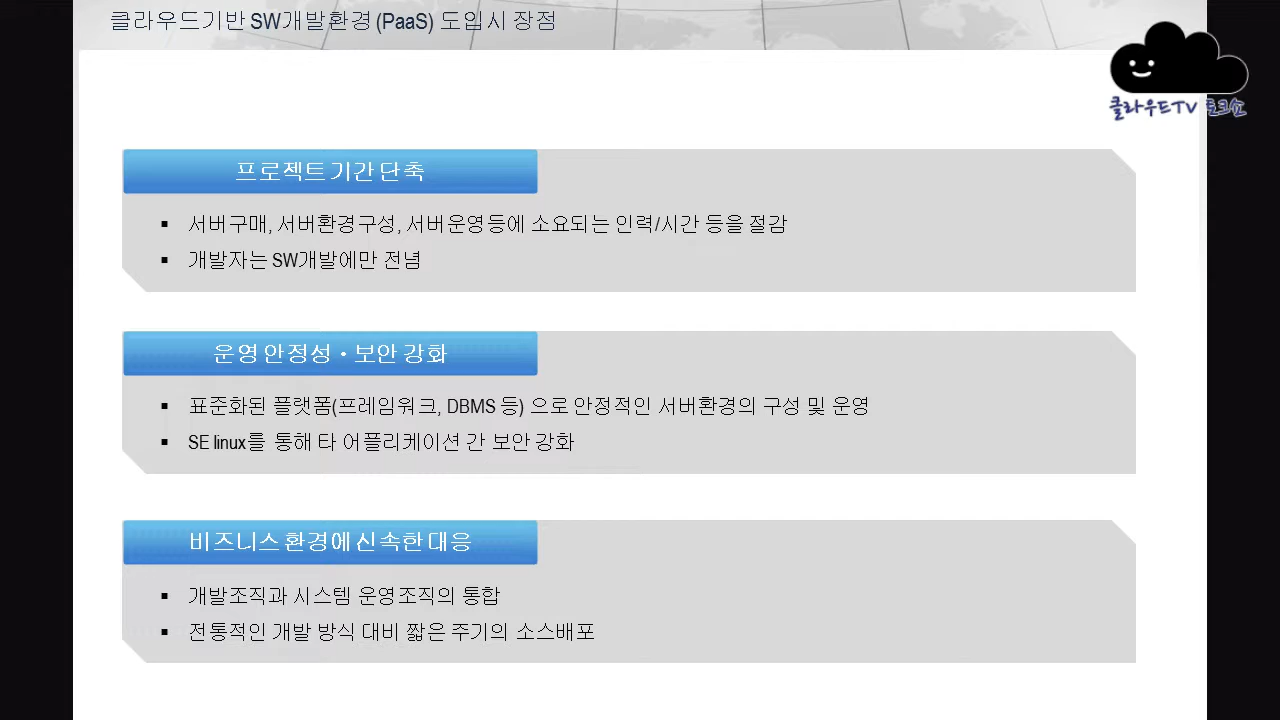 클라우드기반 SW개발환경 (PaaS) 도입시 장점
클라우드TV 토크쇼
프로젝트 기간 단축
▪ 서버구매, 서버환경구성, 서버운영등에 소요되는 인력/시간 등을 절감
▪ 개발자는 SW개발에만 전념
운영 안정성・보안 강화
▪ 표준화된 플랫폼(프레임워크, DBMS 등) 으로 안정적인 서버환경의 구성 및 운영
▪ SE linux를 통해 타 어플리케이션 간 보안 강화
비즈니스 환경에 신속한 대응
▪ 개발조직과 시스템 운영조직의 통합
▪ 전통적인 개발 방식 대비 짧은 주기의 소스배포